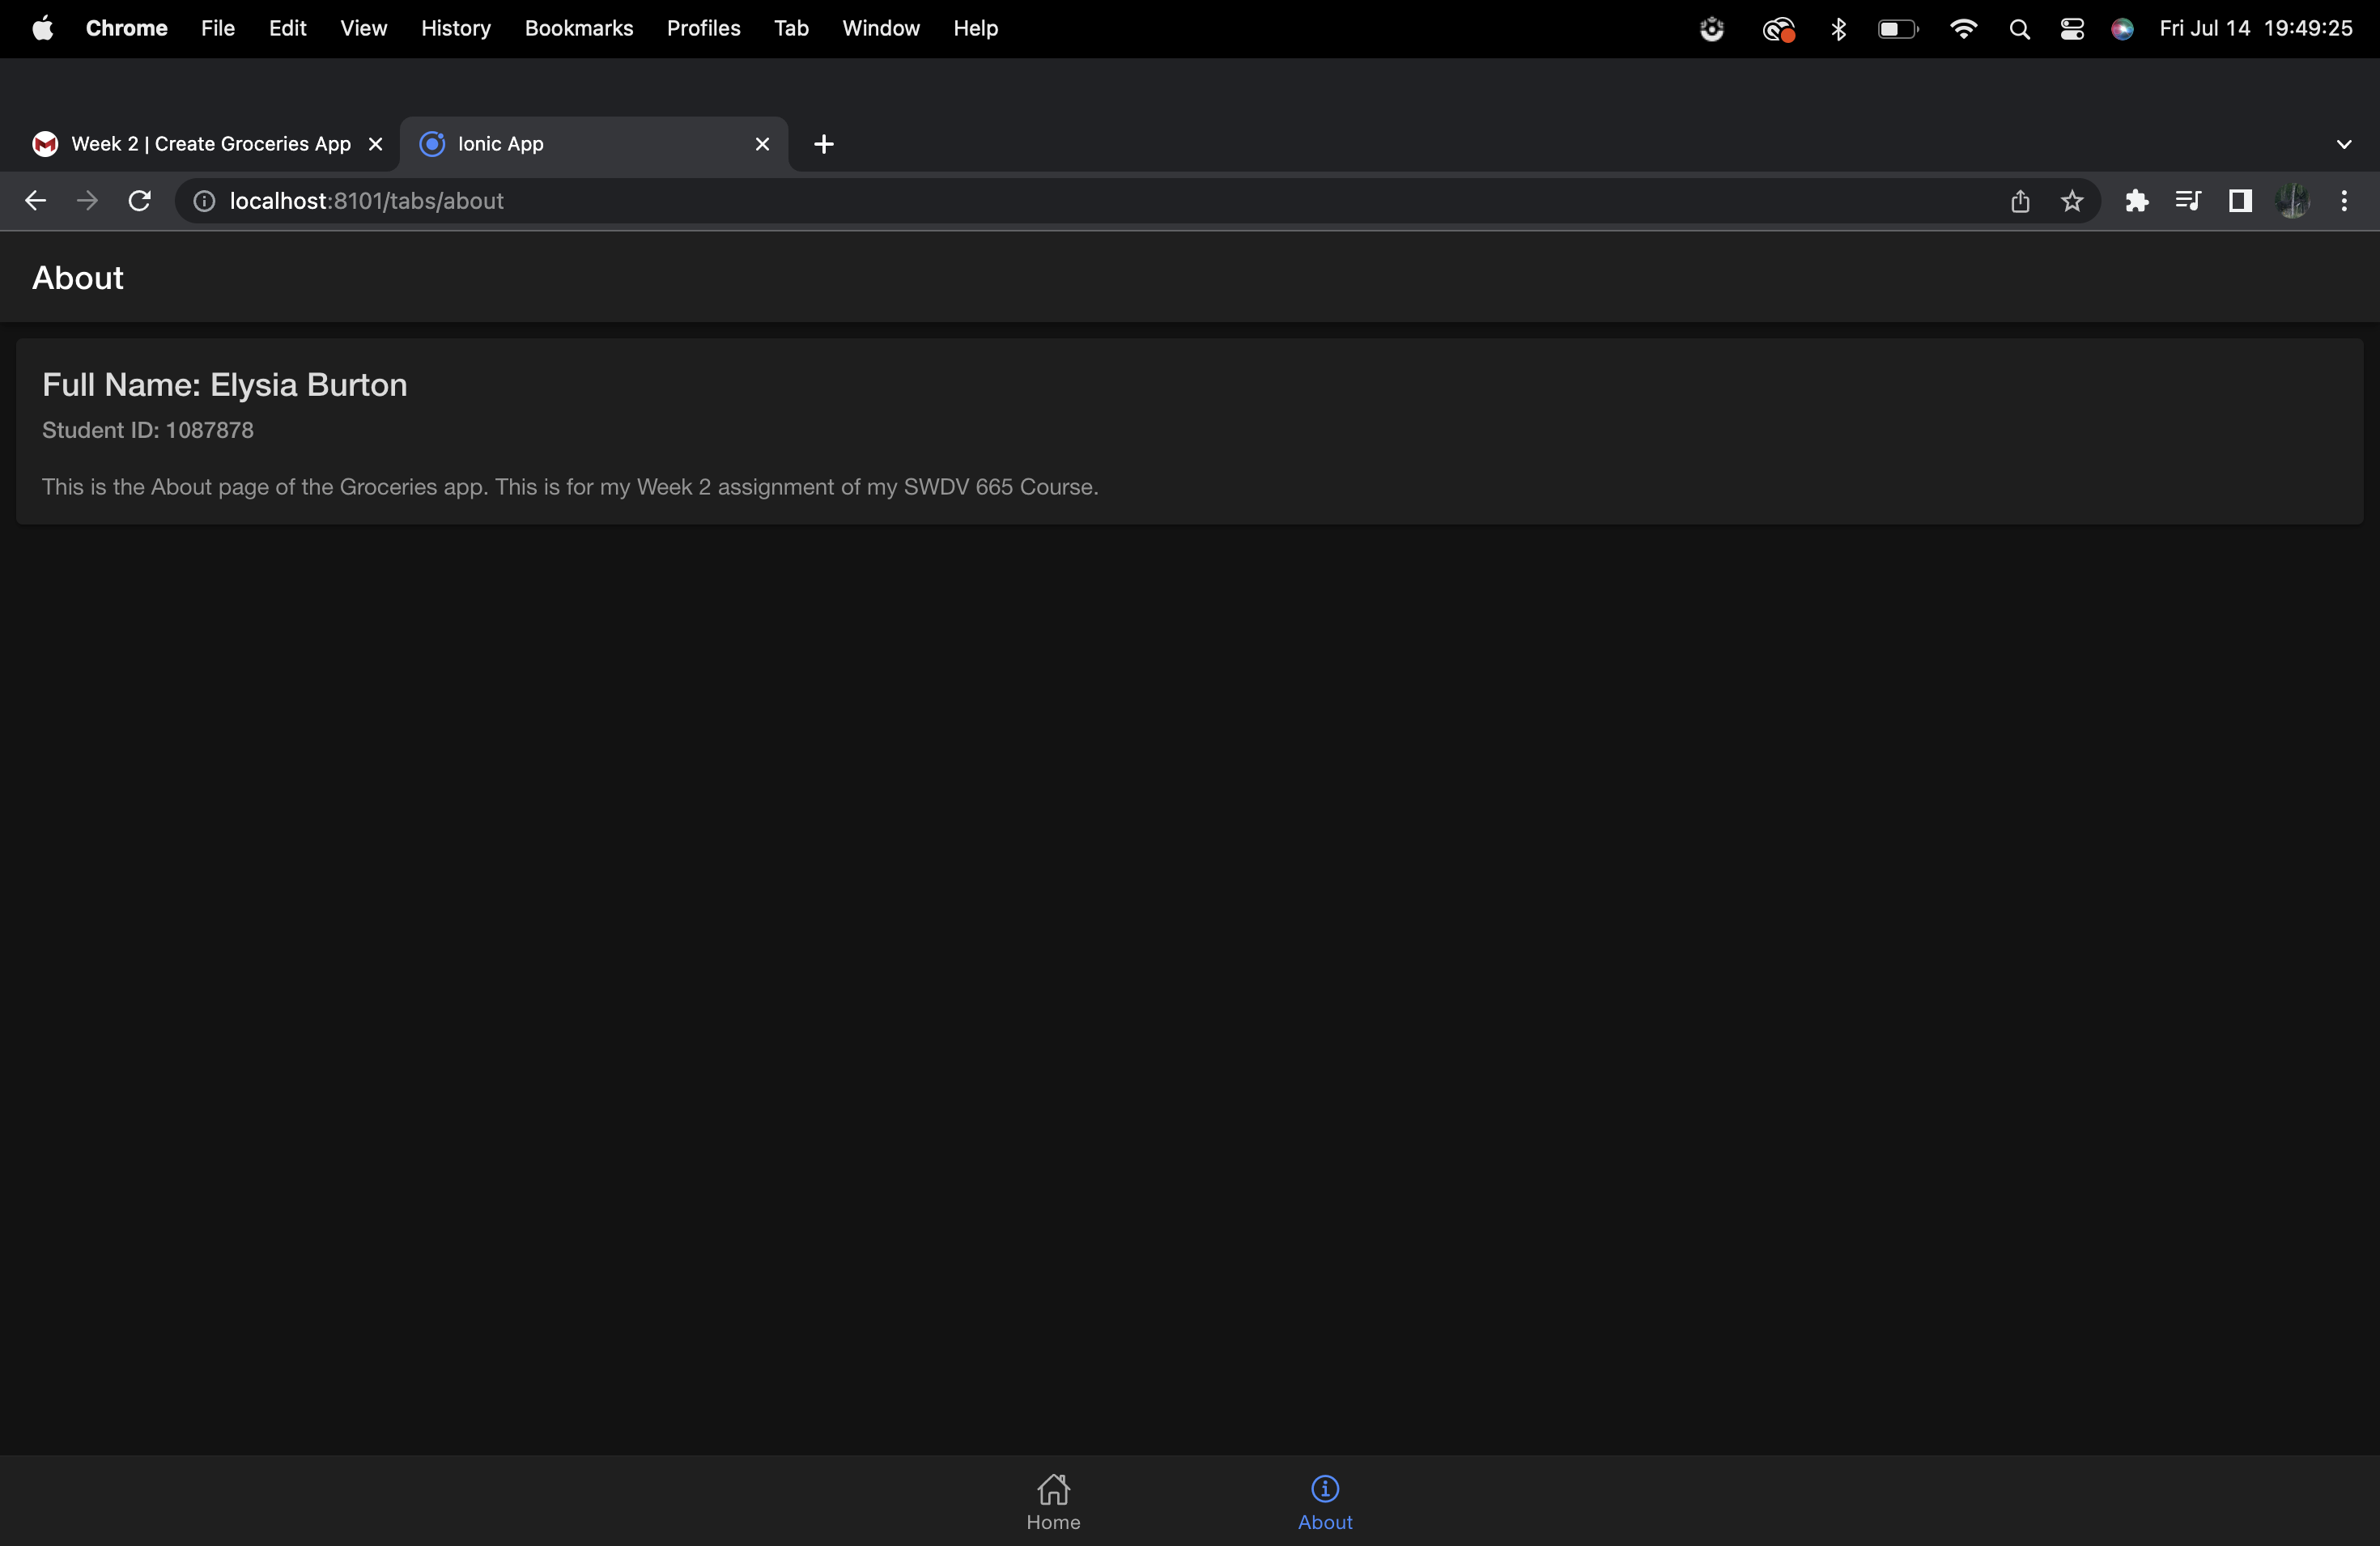 Chrome File Edit View History Bookmarks Profiles Tab Window Help Fri Jul 14 19:49:25
Week 2 | Create Groceries App Ionic App
localhost:8101/tabs/about
About
Full Name: Elysia Burton
Student ID: 1087878
This is the About page of the Groceries app. This is for my Week 2 assignment of my SWDV 665 Course.
Home About